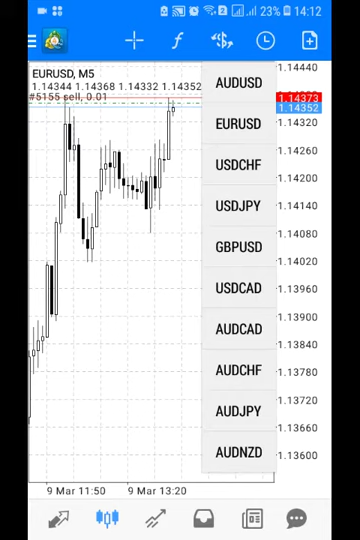 23% 14:12
EURUSD, M5
1.14344 1.14368 1.14332 1.14352
#5155 sell, 0.01
AUDUSD
EURUSD
USDCHF
USDJPY
GBPUSD
USDCAD
AUDCAD
AUDCHF
AUDJPY
AUDNZD
1.14440
1.14373
1.14352
1.14320
1.14260
1.14200
1.14140
1.14080
1.14020
1.13960
1.13900
1.13840
1.13780
1.13720
1.13660
1.13600
9 Mar 11:50 9 Mar 13:20